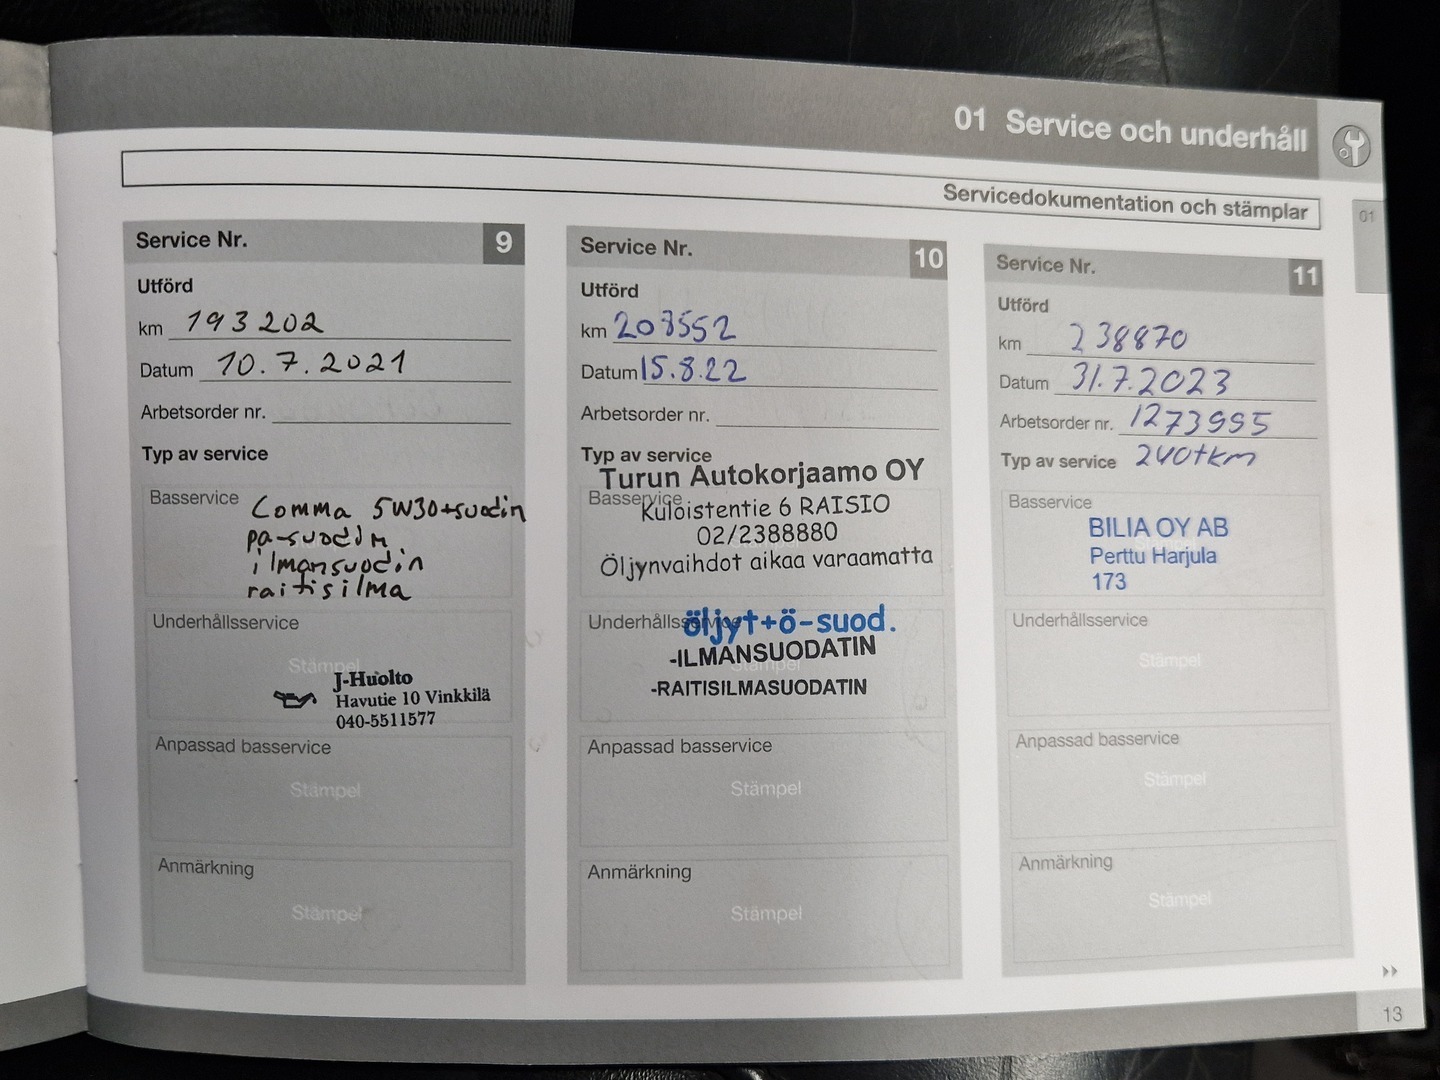 01 Service och underhåll
Servicedokumentation och stämplar
01
Service Nr. 9
Utförd
km 193202
Datum 10.7.2021
Arbetsorder nr.
Typ av service
Basservice
Comma 5W30+suodin
pa-suodin
ilmansuodin
raitisilma
Underhållsservice
Stämpel
J-Huolto
Havutie 10 Vinkkilä
040-5511577
Anpassad basservice
Stämpel
Anmärkning
Stämpel
Service Nr. 10
Utförd
km 208552
Datum 15.8.22
Arbetsorder nr.
Typ av service
Turun Autokorjaamo OY
Basservice
Kuloistentie 6 RAISIO
02/2388880
Öljynvaihdot aikaa varaamatta
Underhållsservice
öljyt+ö-suod.
-ILMANSUODATIN
Stämpel
-RAITISILMASUODATIN
Anpassad basservice
Stämpel
Anmärkning
Stämpel
Service Nr. 11
Utförd
km 238870
Datum 31.7.2023
Arbetsorder nr. 1273995
Typ av service 240tkm
Basservice
BILIA OY AB
Perttu Harjula
173
Underhållsservice
Stämpel
Anpassad basservice
Stämpel
Anmärkning
Stämpel
13